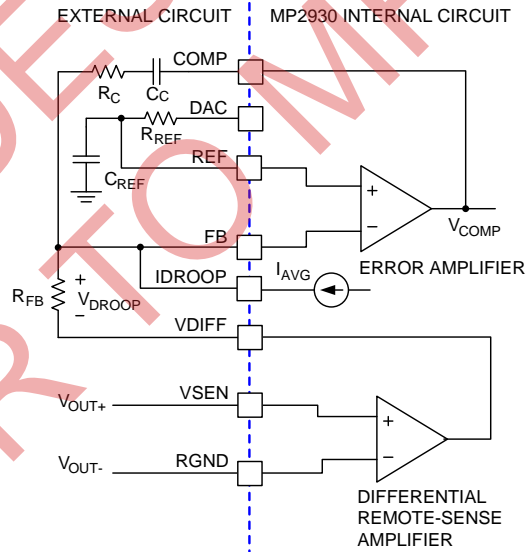 EXTERNAL CIRCUIT
MP2930 INTERNAL CIRCUIT
COMP
RC
CC
DAC
RREF
REF
CREF
+
−
VCOMP
FB
ERROR AMPLIFIER
IDROOP
IAVG
RFB
+
VDROOP
−
VDIFF
VOUT+
VSEN
+
−
VOUT-
RGND
DIFFERENTIAL
REMOTE-SENSE
AMPLIFIER